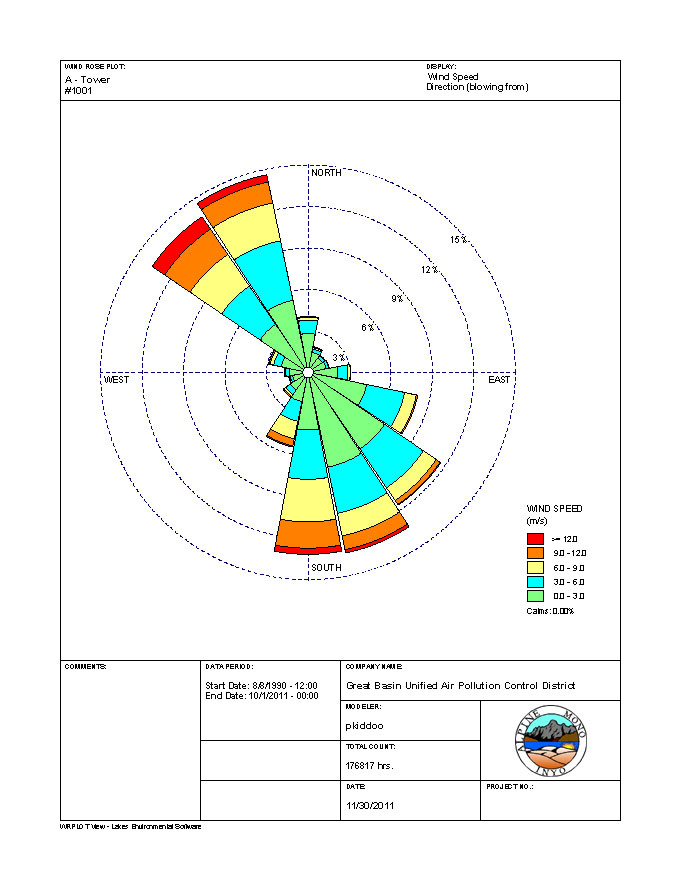 WIND ROSE PLOT:
A - Tower
#1001
DISPLAY:
Wind Speed
Direction (blowing from)
NORTH
15%
12%
9%
6%
3%
WEST
EAST
SOUTH
WIND SPEED
(m/s)
>= 12.0
9.0 - 12.0
6.0 - 9.0
3.0 - 6.0
0.0 - 3.0
Calms: 0.00%
COMMENTS:
DATA PERIOD:
Start Date: 8/8/1990 - 12:00
End Date: 10/1/2011 - 00:00
COMPANY NAME:
Great Basin Unified Air Pollution Control District
MODELER:
pkiddoo
TOTAL COUNT:
176817 hrs.
DATE:
11/30/2011
ALPINE MONO
INYO
PROJECT NO.:
WRPLOT View - Lakes Environmental Software